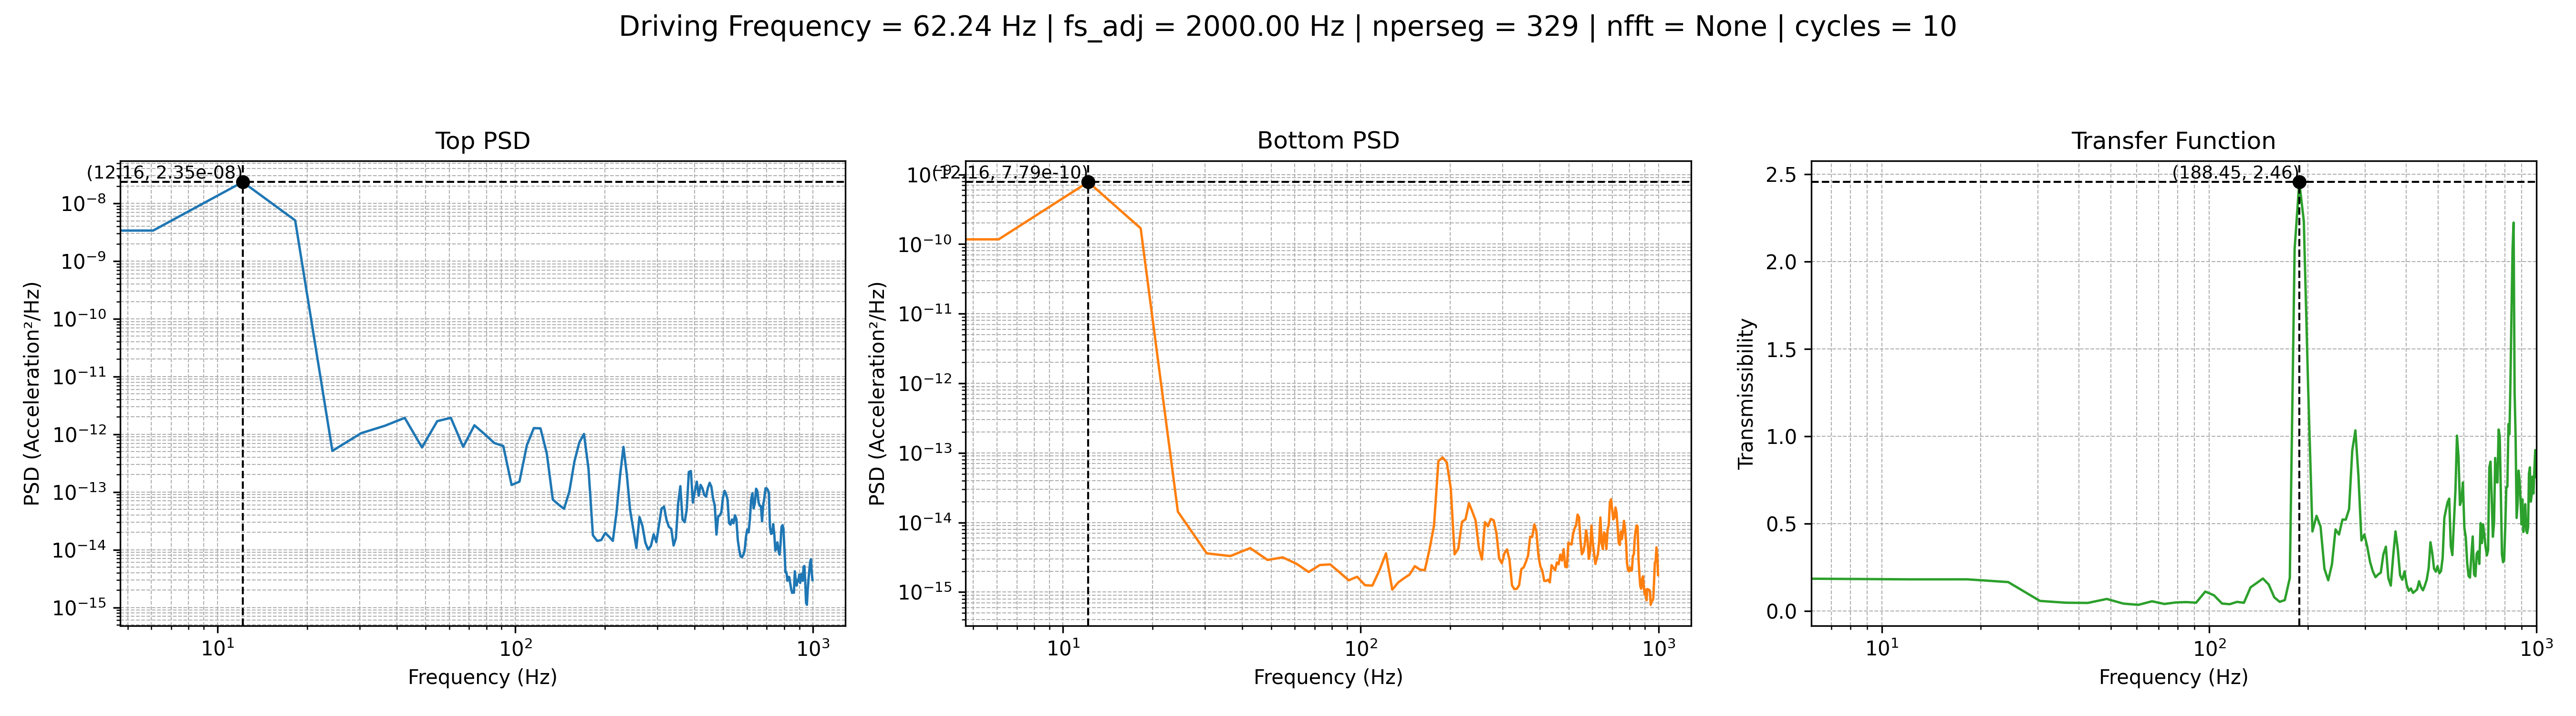 Driving Frequency = 62.24 Hz | fs_adj = 2000.00 Hz | nperseg = 329 | nfft = None | cycles = 10
Top PSD
(12.16, 2.35e-08)
PSD (Acceleration²/Hz)
10⁻⁸
10⁻⁹
10⁻¹⁰
10⁻¹¹
10⁻¹²
10⁻¹³
10⁻¹⁴
10⁻¹⁵
10¹ 10² 10³
Frequency (Hz)
Bottom PSD
(12.16, 7.79e-10)
PSD (Acceleration²/Hz)
10⁻⁹
10⁻¹⁰
10⁻¹¹
10⁻¹²
10⁻¹³
10⁻¹⁴
10⁻¹⁵
10¹ 10² 10³
Frequency (Hz)
Transfer Function
(188.45, 2.46)
Transmissibility
2.5
2.0
1.5
1.0
0.5
0.0
10¹ 10² 10³
Frequency (Hz)